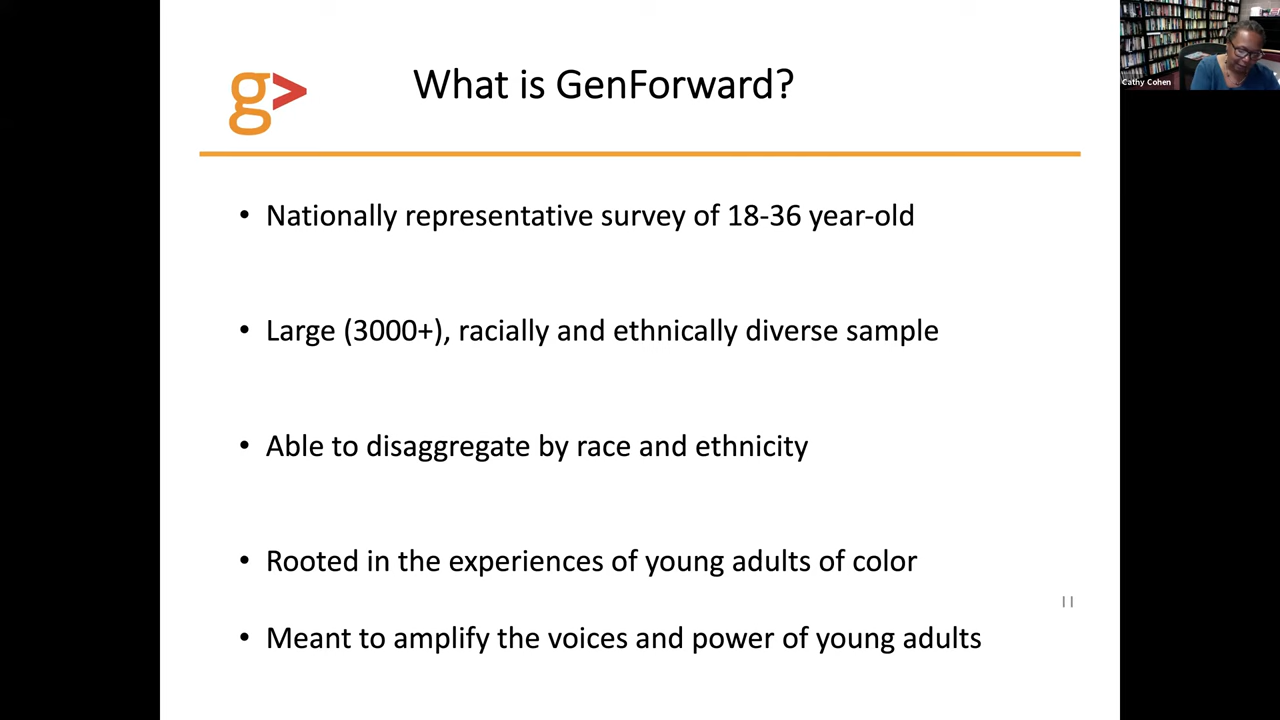 g>
What is GenForward?
Cathy Cohen
• Nationally representative survey of 18-36 year-old
• Large (3000+), racially and ethnically diverse sample
• Able to disaggregate by race and ethnicity
• Rooted in the experiences of young adults of color
11
• Meant to amplify the voices and power of young adults